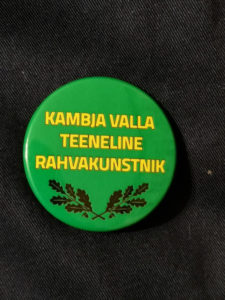 KAMBJA VALLA
TEENELINE
RAHVAKUNSTNIK